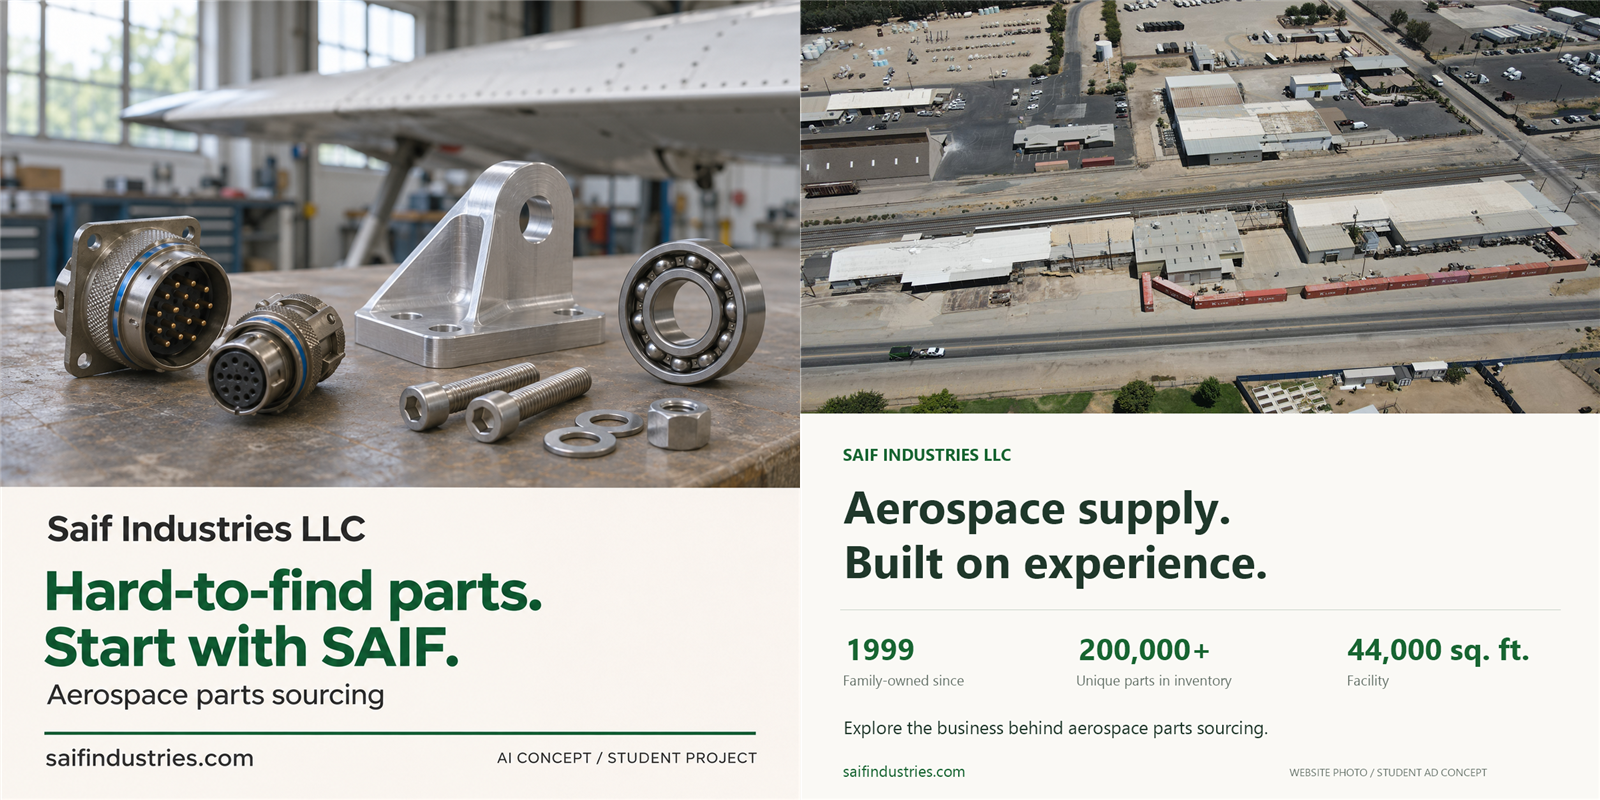 Saif Industries LLC
Hard-to-find parts.
Start with SAIF.
Aerospace parts sourcing
saifindustries.com
AI CONCEPT / STUDENT PROJECT
SAIF INDUSTRIES LLC
Aerospace supply.
Built on experience.
1999
Family-owned since
200,000+
Unique parts in inventory
44,000 sq. ft.
Facility
Explore the business behind aerospace parts sourcing.
saifindustries.com
WEBSITE PHOTO / STUDENT AD CONCEPT